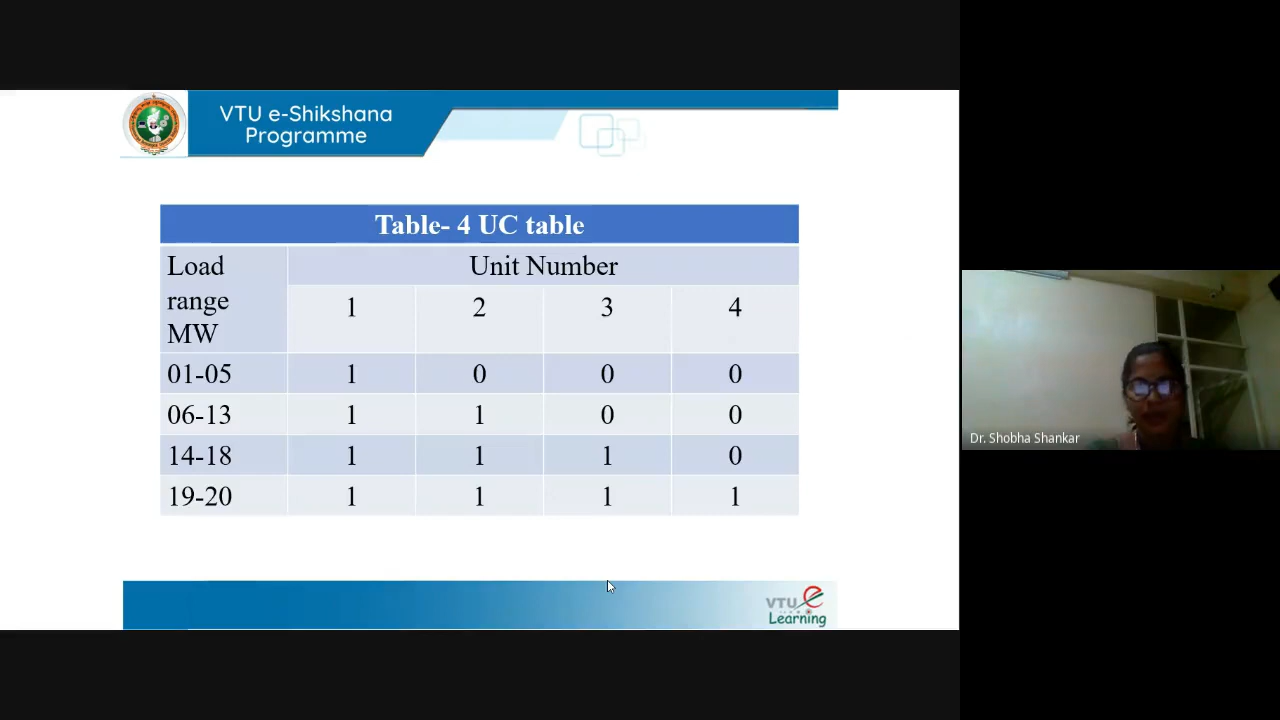 VTU e-Shikshana
Programme
Table- 4 UC table
Load range MW Unit Number
1 2 3 4
01-05 1 0 0 0
06-13 1 1 0 0
14-18 1 1 1 0
19-20 1 1 1 1
VTU e
Learning
Dr. Shobha Shankar